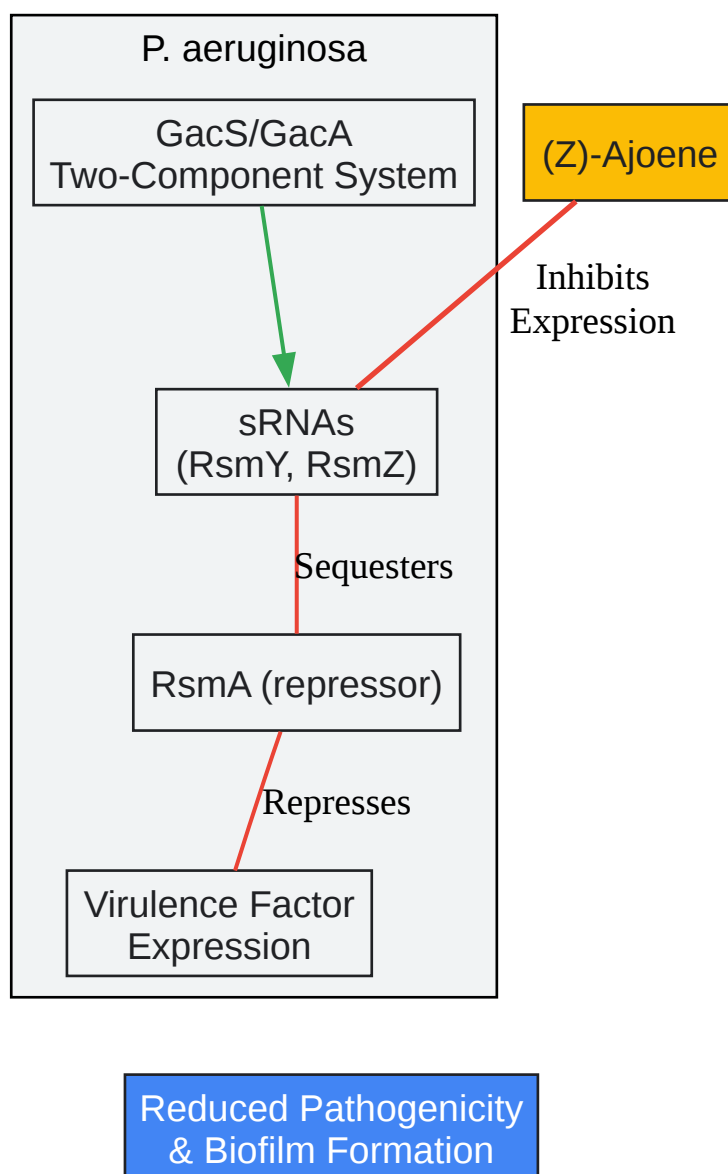 P. aeruginosa
GacS/GacA
Two-Component System
(Z)-Ajoene
Inhibits
Expression
sRNAs
(RsmY, RsmZ)
Sequesters
RsmA (repressor)
Represses
Virulence Factor
Expression
Reduced Pathogenicity
& Biofilm Formation